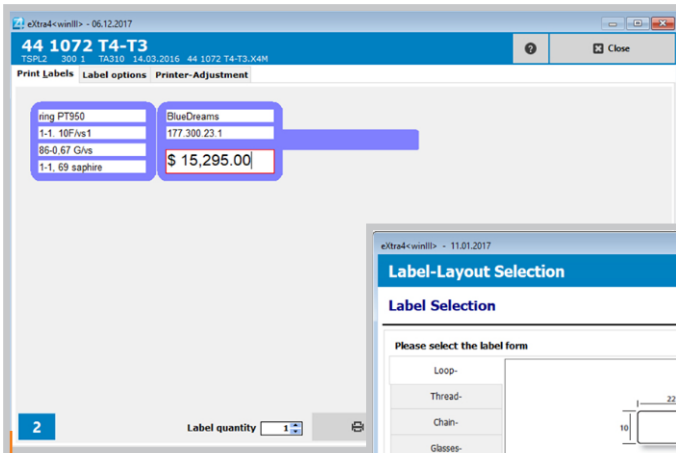 eXtra4<winIII> - 06.12.2017
44 1072 T4-T3
TSPL2 300 1 TA310 14.03.2016 44 1072 T4-T3.X4M
? Close
Print Labels Label options Printer-Adjustment
ring PT950
1-1. 10F/vs1
86-0,67 G/vs
1-1, 69 saphire
BlueDreams
177.300.23.1
$ 15,295.00
2
Label quantity 1
eXtra4<winIII> - 11.01.2017
Label-Layout Selection
Label Selection
Please select the label form
Loop-
Thread-
Chain-
Glasses-
22
10